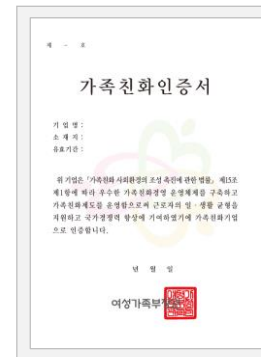 제 - 호
가족친화인증서
기 업 명 :
소 재 지 :
유효기간 :
위 기업은 「가족친화 사회환경의 조성 촉진에 관한 법률」 제15조
제1항에 따라 우수한 가족친화경영 운영체제를 구축하고
가족친화제도를 운영함으로써 근로자의 일 · 생활 균형을
지원하고 국가경쟁력 향상에 기여하였기에 가족친화기업
으로 인증합니다.
년 월 일
여성가족부